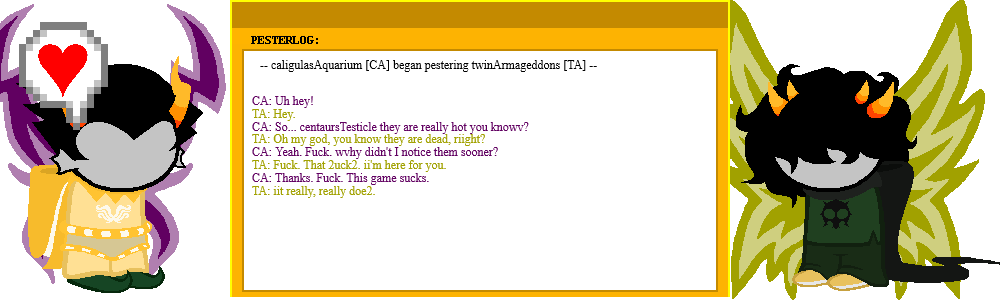 PESTERLOG:
-- caligulasAquarium [CA] began pestering twinArmageddons [TA] --
CA: Uh hey!
TA: Hey.
CA: So... centaursTesticle they are really hot you knowv?
TA: Oh my god, you know they are dead, riight?
CA: Yeah. Fuck. wvhy didn't I notice them sooner?
TA: Fuck. That 2uck2. ii'm here for you.
CA: Thanks. Fuck. This game sucks.
TA: iit really, really doe2.